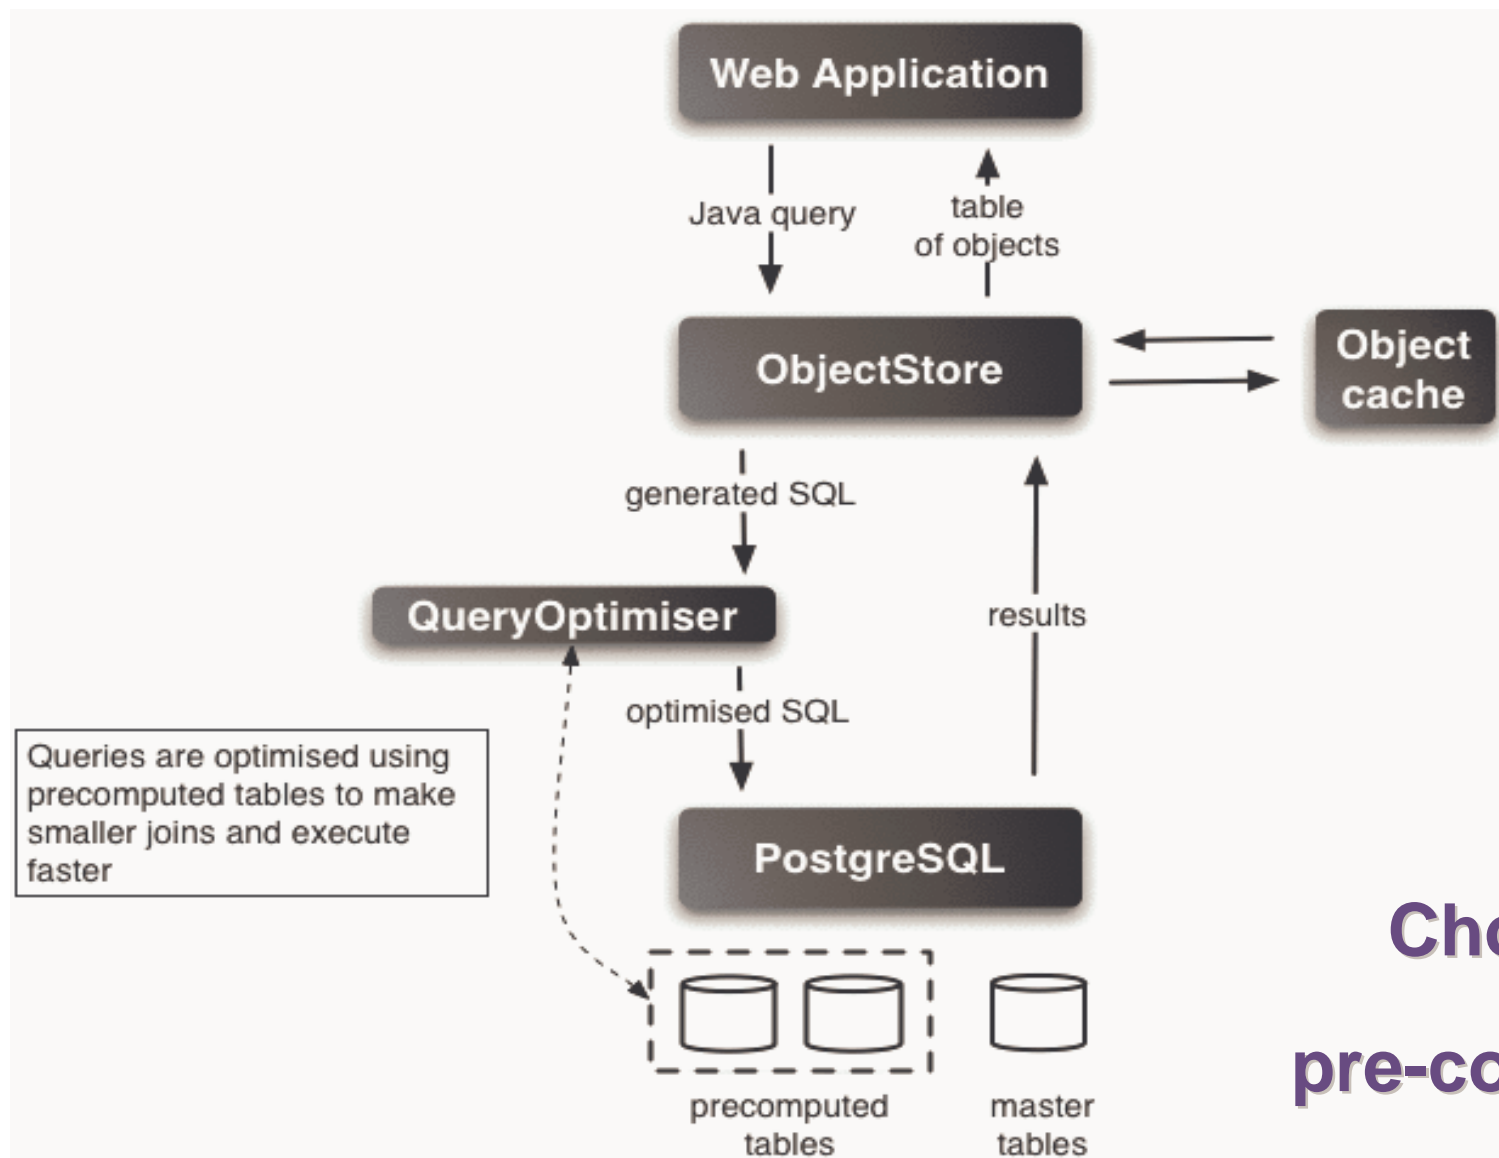 Web Application
Java query
table
of objects
ObjectStore
Object
cache
generated SQL
QueryOptimiser
results
optimised SQL
Queries are optimised using
precomputed tables to make
smaller joins and execute
faster
PostgreSQL
precomputed
tables
master
tables